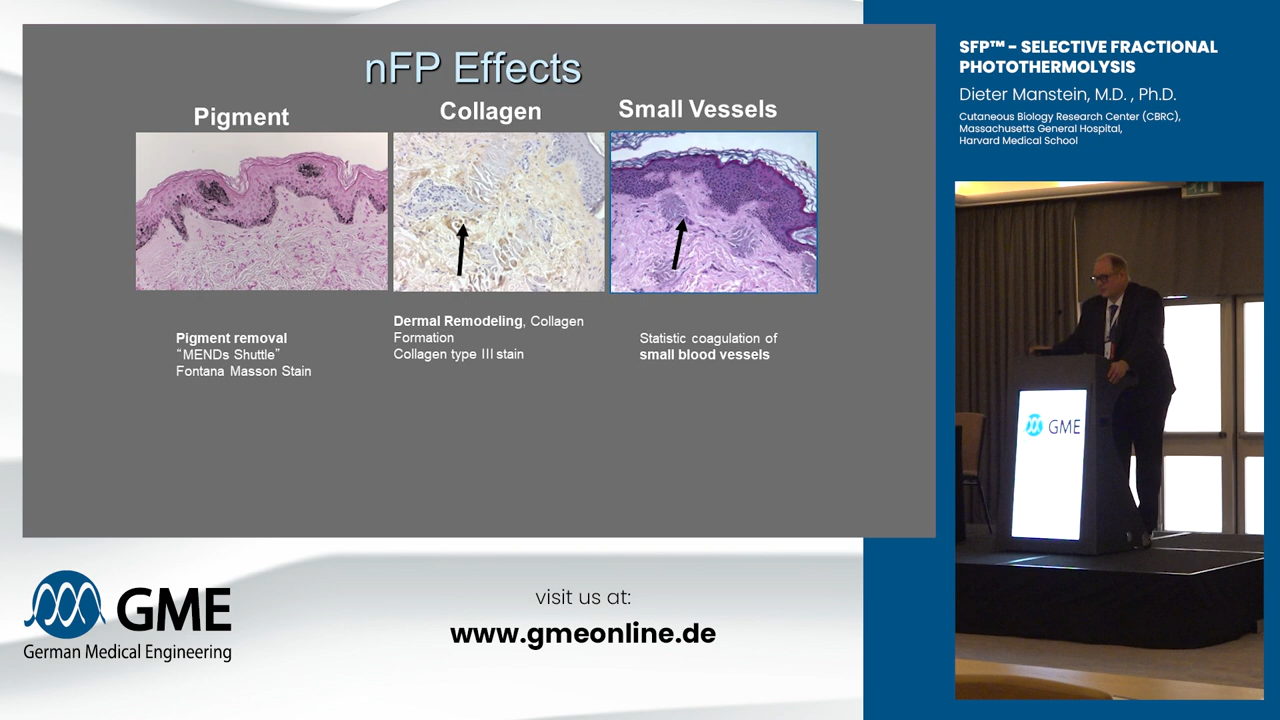 nFP Effects
Pigment
Collagen
Small Vessels
Pigment removal
“MENDs Shuttle”
Fontana Masson Stain
Dermal Remodeling, Collagen
Formation
Collagen type III stain
Statistic coagulation of
small blood vessels
SFP™ - SELECTIVE FRACTIONAL
PHOTOTHERMOLYSIS
Dieter Manstein, M.D. , Ph.D.
Cutaneous Biology Research Center (CBRC),
Massachusetts General Hospital,
Harvard Medical School
GME
GME
German Medical Engineering
visit us at:
www.gmeonline.de